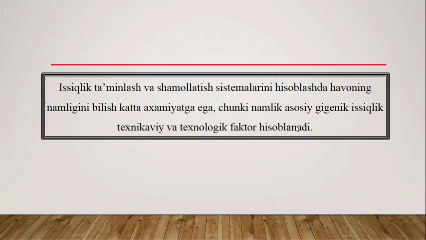 Issiqlik ta’minlash va shamollatish sistemalarini hisoblashda havoning
namligini bilish katta axamiyatga ega, chunki namlik asosiy gigenik issiqlik
texnikaviy va texnologik faktor hisoblanadi.